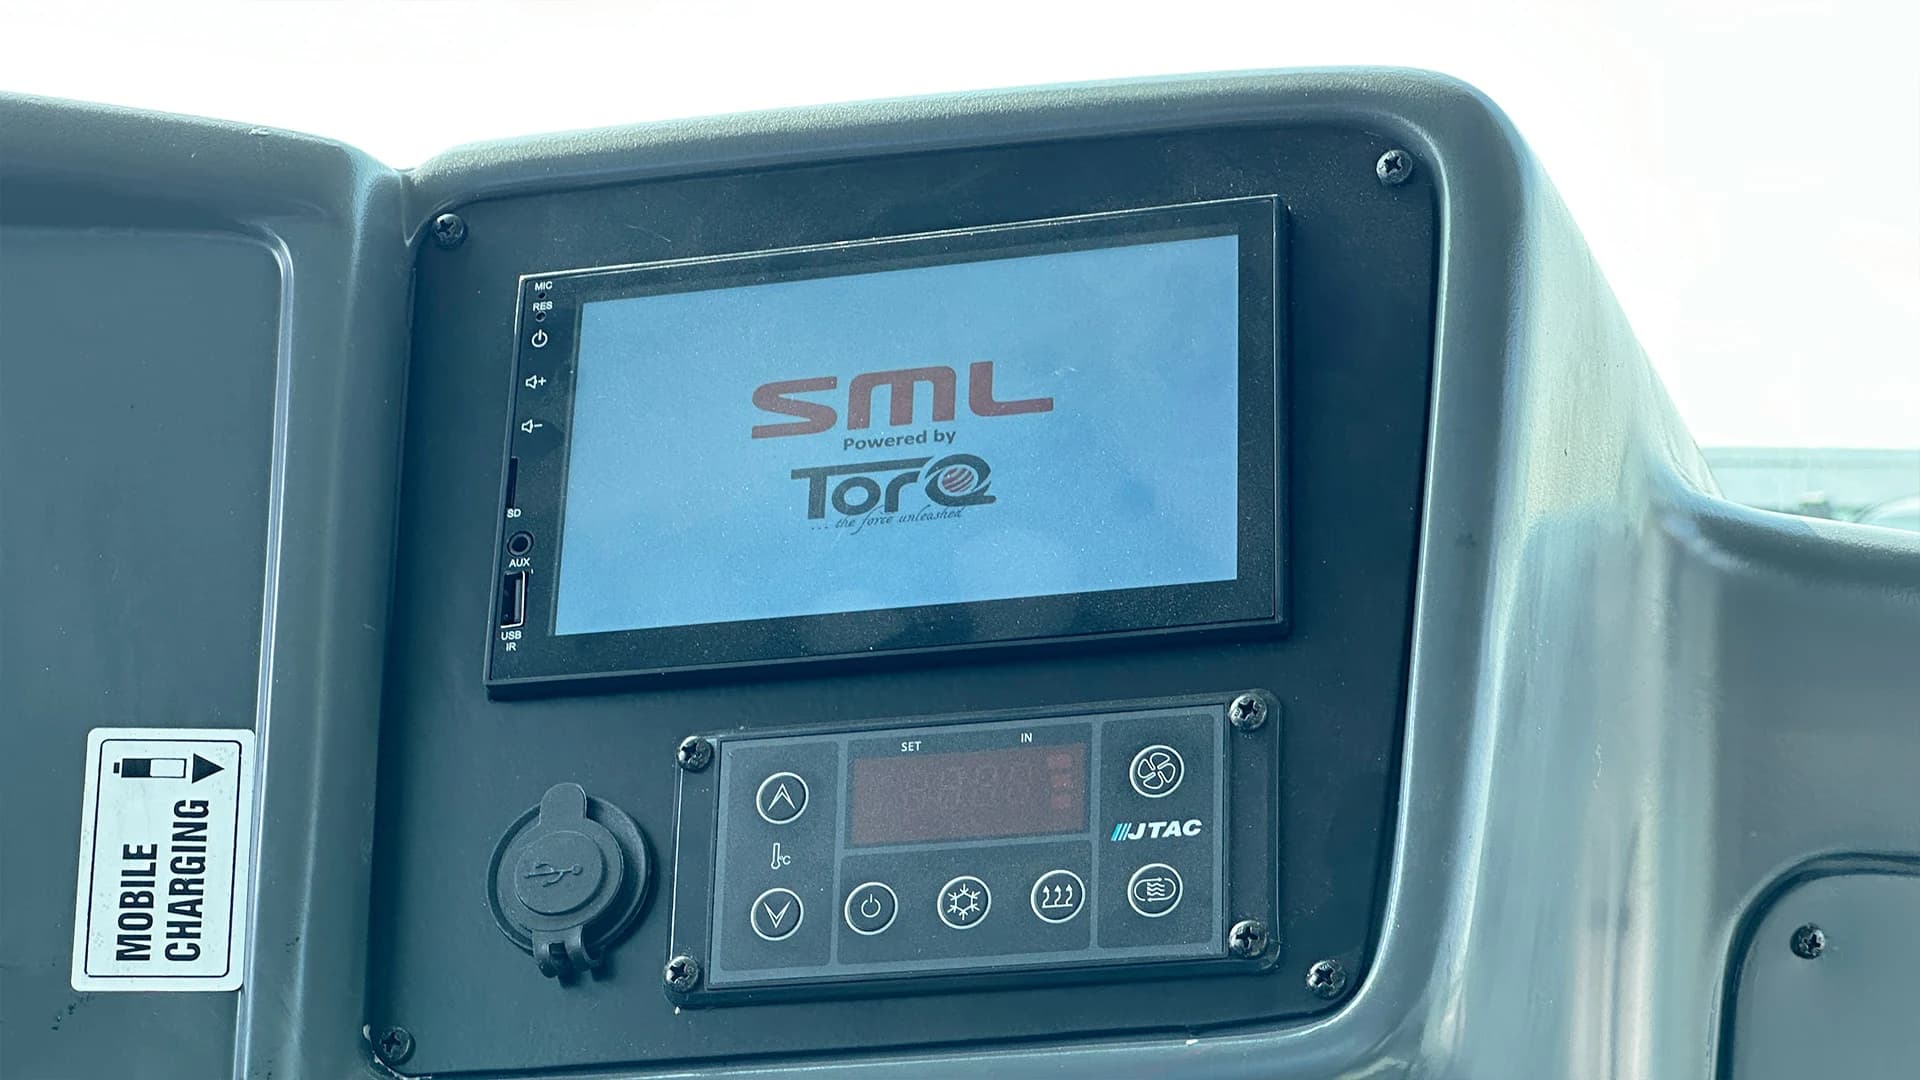 MIC
RES
SD
AUX
USB
IR
SML
Powered by
TorQ
...the force unleashed
SET
IN
°C
JTAC
MOBILE
CHARGING